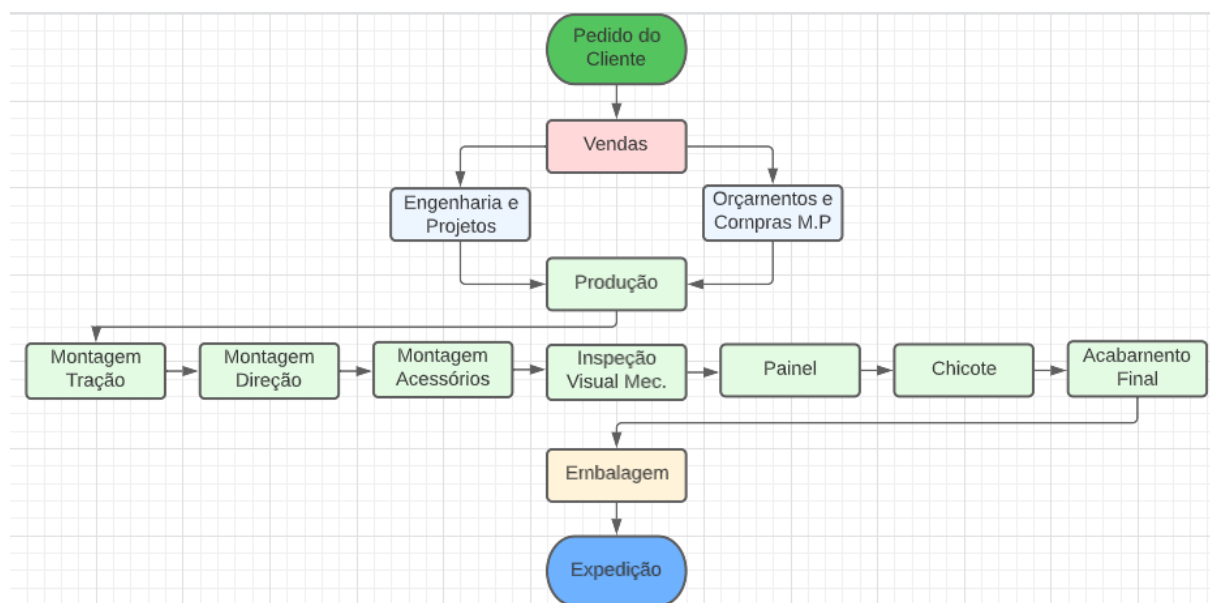 Pedido do
Cliente
Vendas
Engenharia e
Projetos
Orçamentos e
Compras M.P
Produção
Montagem
Tração
Montagem
Direção
Montagem
Acessórios
Inspeção
Visual Mec.
Painel
Chicote
Acabamento
Final
Embalagem
Expedição